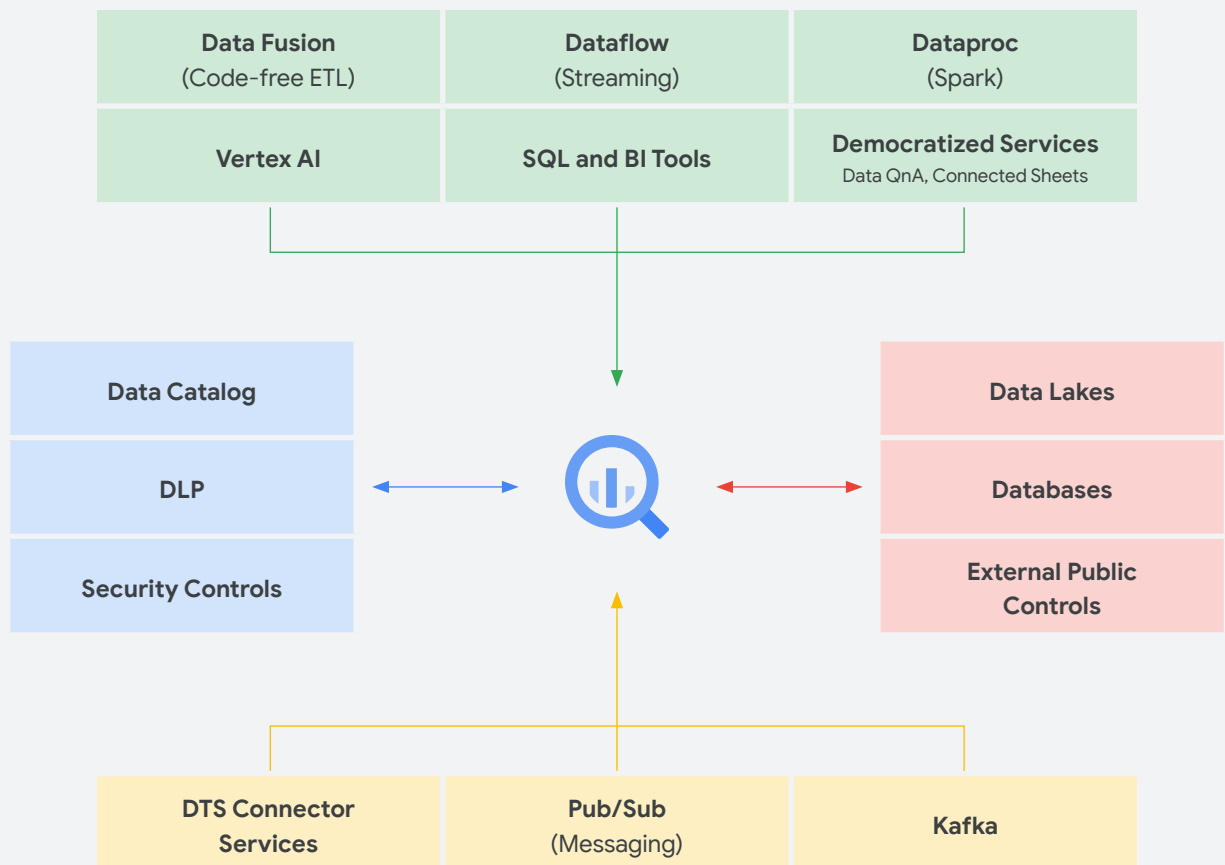 Data Fusion
(Code-free ETL)
Dataflow
(Streaming)
Dataproc
(Spark)
Vertex AI
SQL and BI Tools
Democratized Services
Data QnA, Connected Sheets
Data Catalog
DLP
Security Controls
Data Lakes
Databases
External Public
Controls
DTS Connector
Services
Pub/Sub
(Messaging)
Kafka